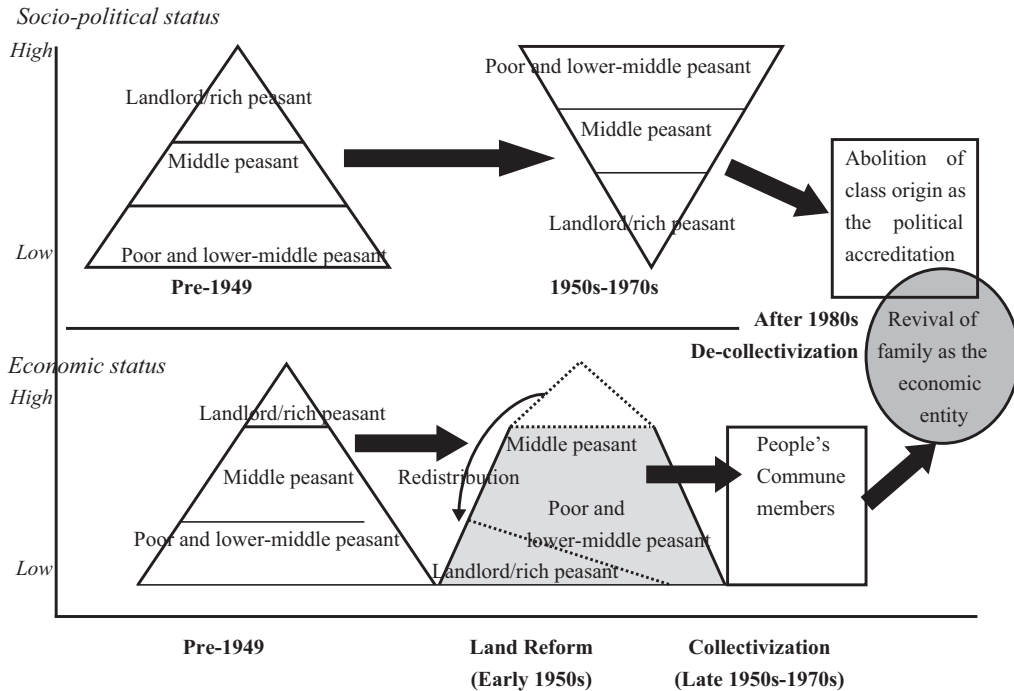 Socio-political status
High
Landlord/rich peasant
Middle peasant
Poor and lower-middle peasant
Low
Pre-1949
Poor and lower-middle peasant
Middle peasant
Landlord/rich peasant
1950s-1970s
Abolition of
class origin as
the political
accreditation
After 1980s
De-collectivization
Revival of
family as the
economic
entity
Economic status
High
Landlord/rich peasant
Middle peasant
Poor and lower-middle peasant
Low
Redistribution
Middle peasant
Poor and
lower-middle peasant
Landlord/rich peasant
People’s
Commune
members
Pre-1949
Land Reform
(Early 1950s)
Collectivization
(Late 1950s-1970s)